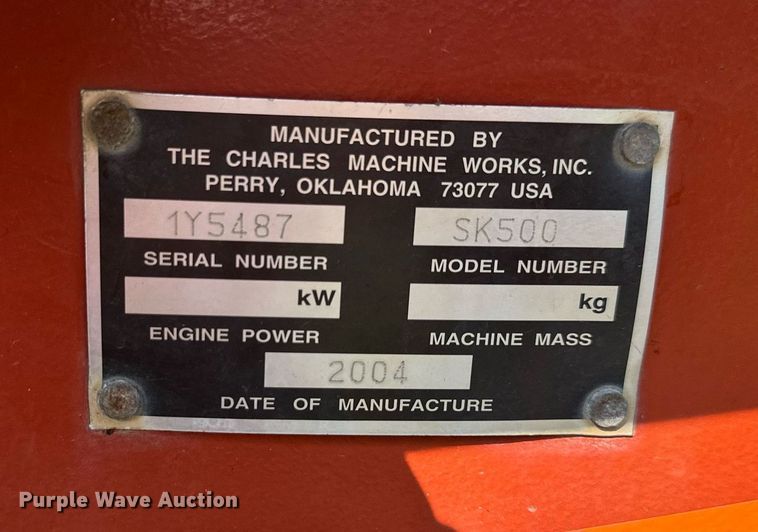 MANUFACTURED BY
THE CHARLES MACHINE WORKS, INC.
PERRY, OKLAHOMA 73077 USA
1Y5487 SK500
SERIAL NUMBER MODEL NUMBER
kW kg
ENGINE POWER MACHINE MASS
2004
DATE OF MANUFACTURE
Purple Wave Auction